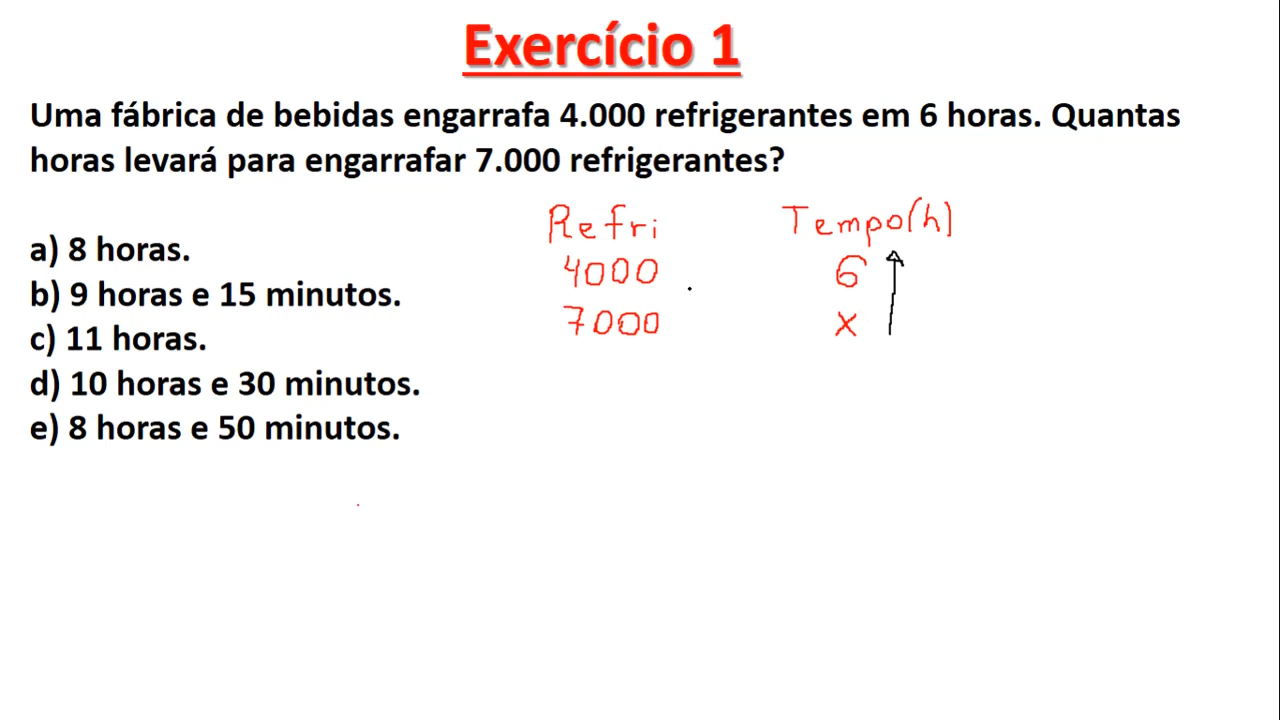 Exercício 1
Uma fábrica de bebidas engarrafa 4.000 refrigerantes em 6 horas. Quantas
horas levará para engarrafar 7.000 refrigerantes?
a) 8 horas.
b) 9 horas e 15 minutos.
c) 11 horas.
d) 10 horas e 30 minutos.
e) 8 horas e 50 minutos.
Refri Tempo(h)
4000 6
7000 x